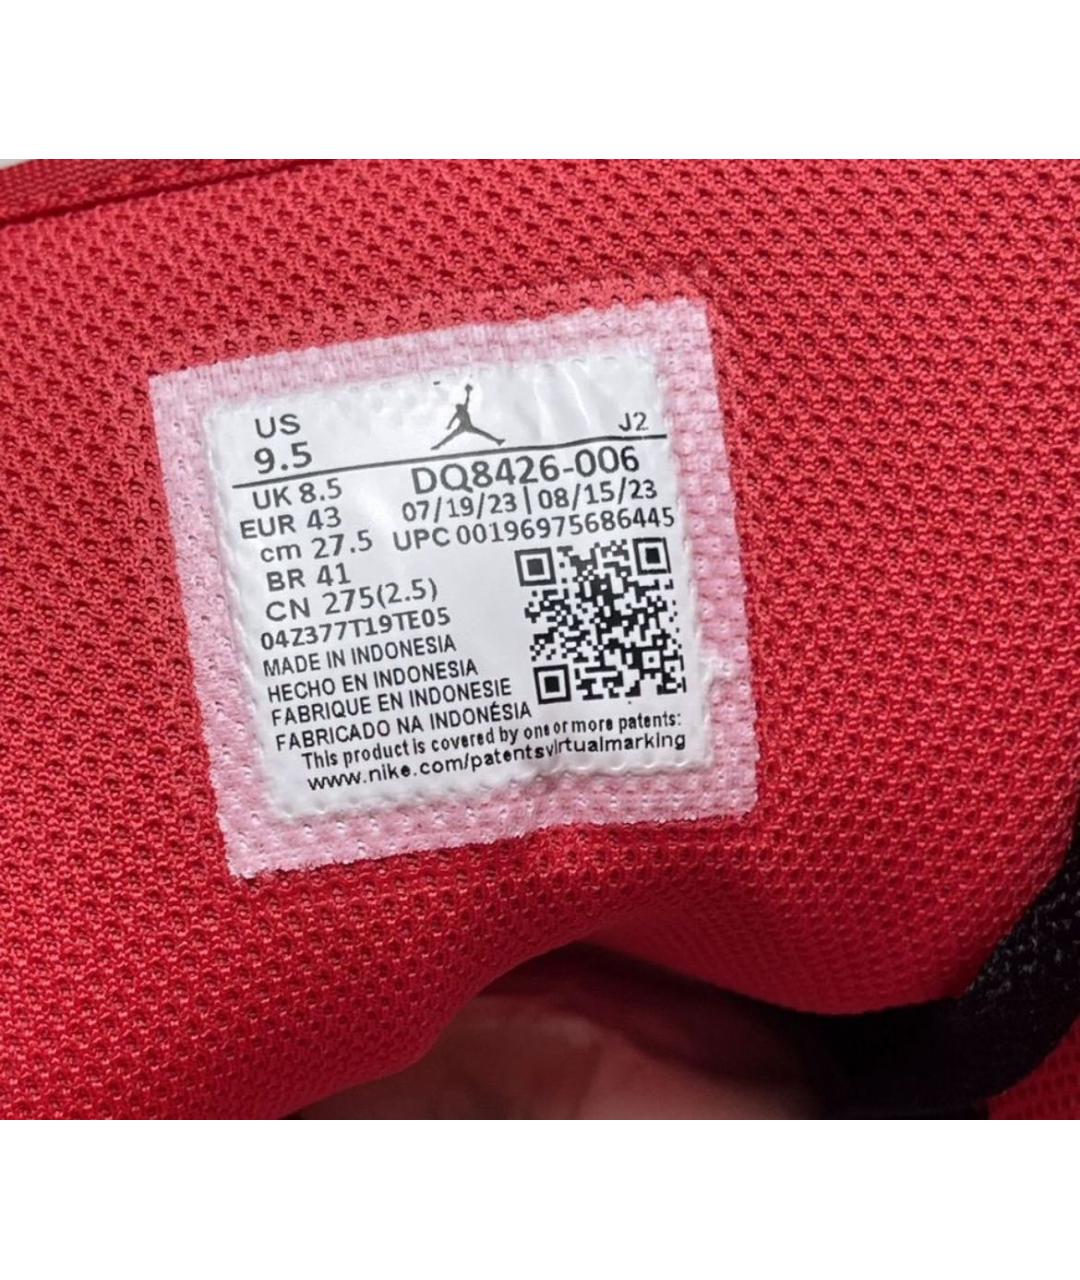 US
9.5
J2
UK 8.5
EUR 43
cm 27.5
BR 41
CN 275(2.5)
DQ8426-006
07/19/23 | 08/15/23
UPC 00196975686445
04Z377T19TE05
MADE IN INDONESIA
HECHO EN INDONESIA
FABRIQUE EN INDONESIE
FABRICADO NA INDONÉSIA
This product is covered by one or more patents:
www.nike.com/patentsvirtualmarking